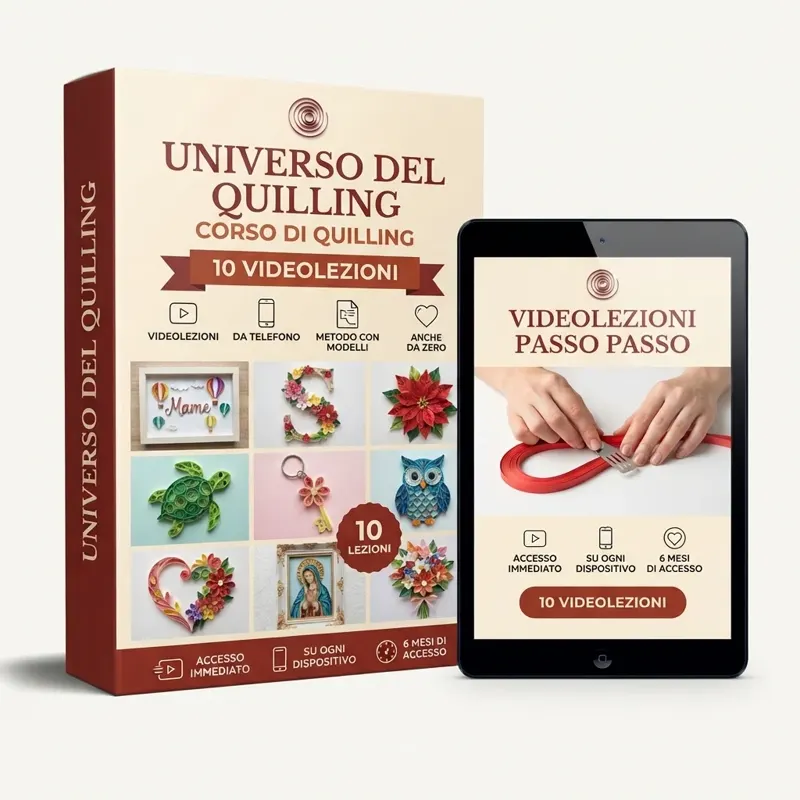 UNIVERSO DEL QUILLING
UNIVERSO DEL
QUILLING
CORSO DI QUILLING
10 VIDEOLEZIONI
VIDEOLEZIONI
DA TELEFONO
METODO CON
MODELLI
ANCHE
DA ZERO
Mame
S
10
LEZIONI
ACCESSO
IMMEDIATO
SU OGNI
DISPOSITIVO
6 MESI DI
ACCESSO
VIDEOLEZIONI
PASSO PASSO
ACCESSO
IMMEDIATO
SU OGNI
DISPOSITIVO
6 MESI
DI ACCESSO
10 VIDEOLEZIONI